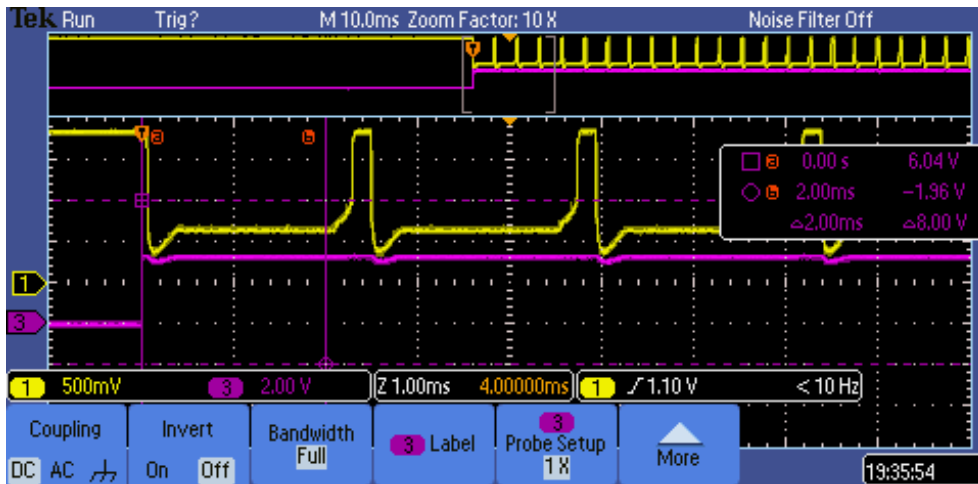 Tek Run Trig? M 10.0ms Zoom Factor: 10 X Noise Filter Off
T
T a b
a 0.00 s 6.04 V
b 2.00ms -1.96 V
△2.00ms △8.00 V
1
3
1 500mV 3 2.00 V Z 1.00ms 4.00000ms 1 1.10 V < 10 Hz
Coupling
DC AC
Invert
On Off
Bandwidth
Full
3 Label
3
Probe Setup
1 X
More
19:35:54